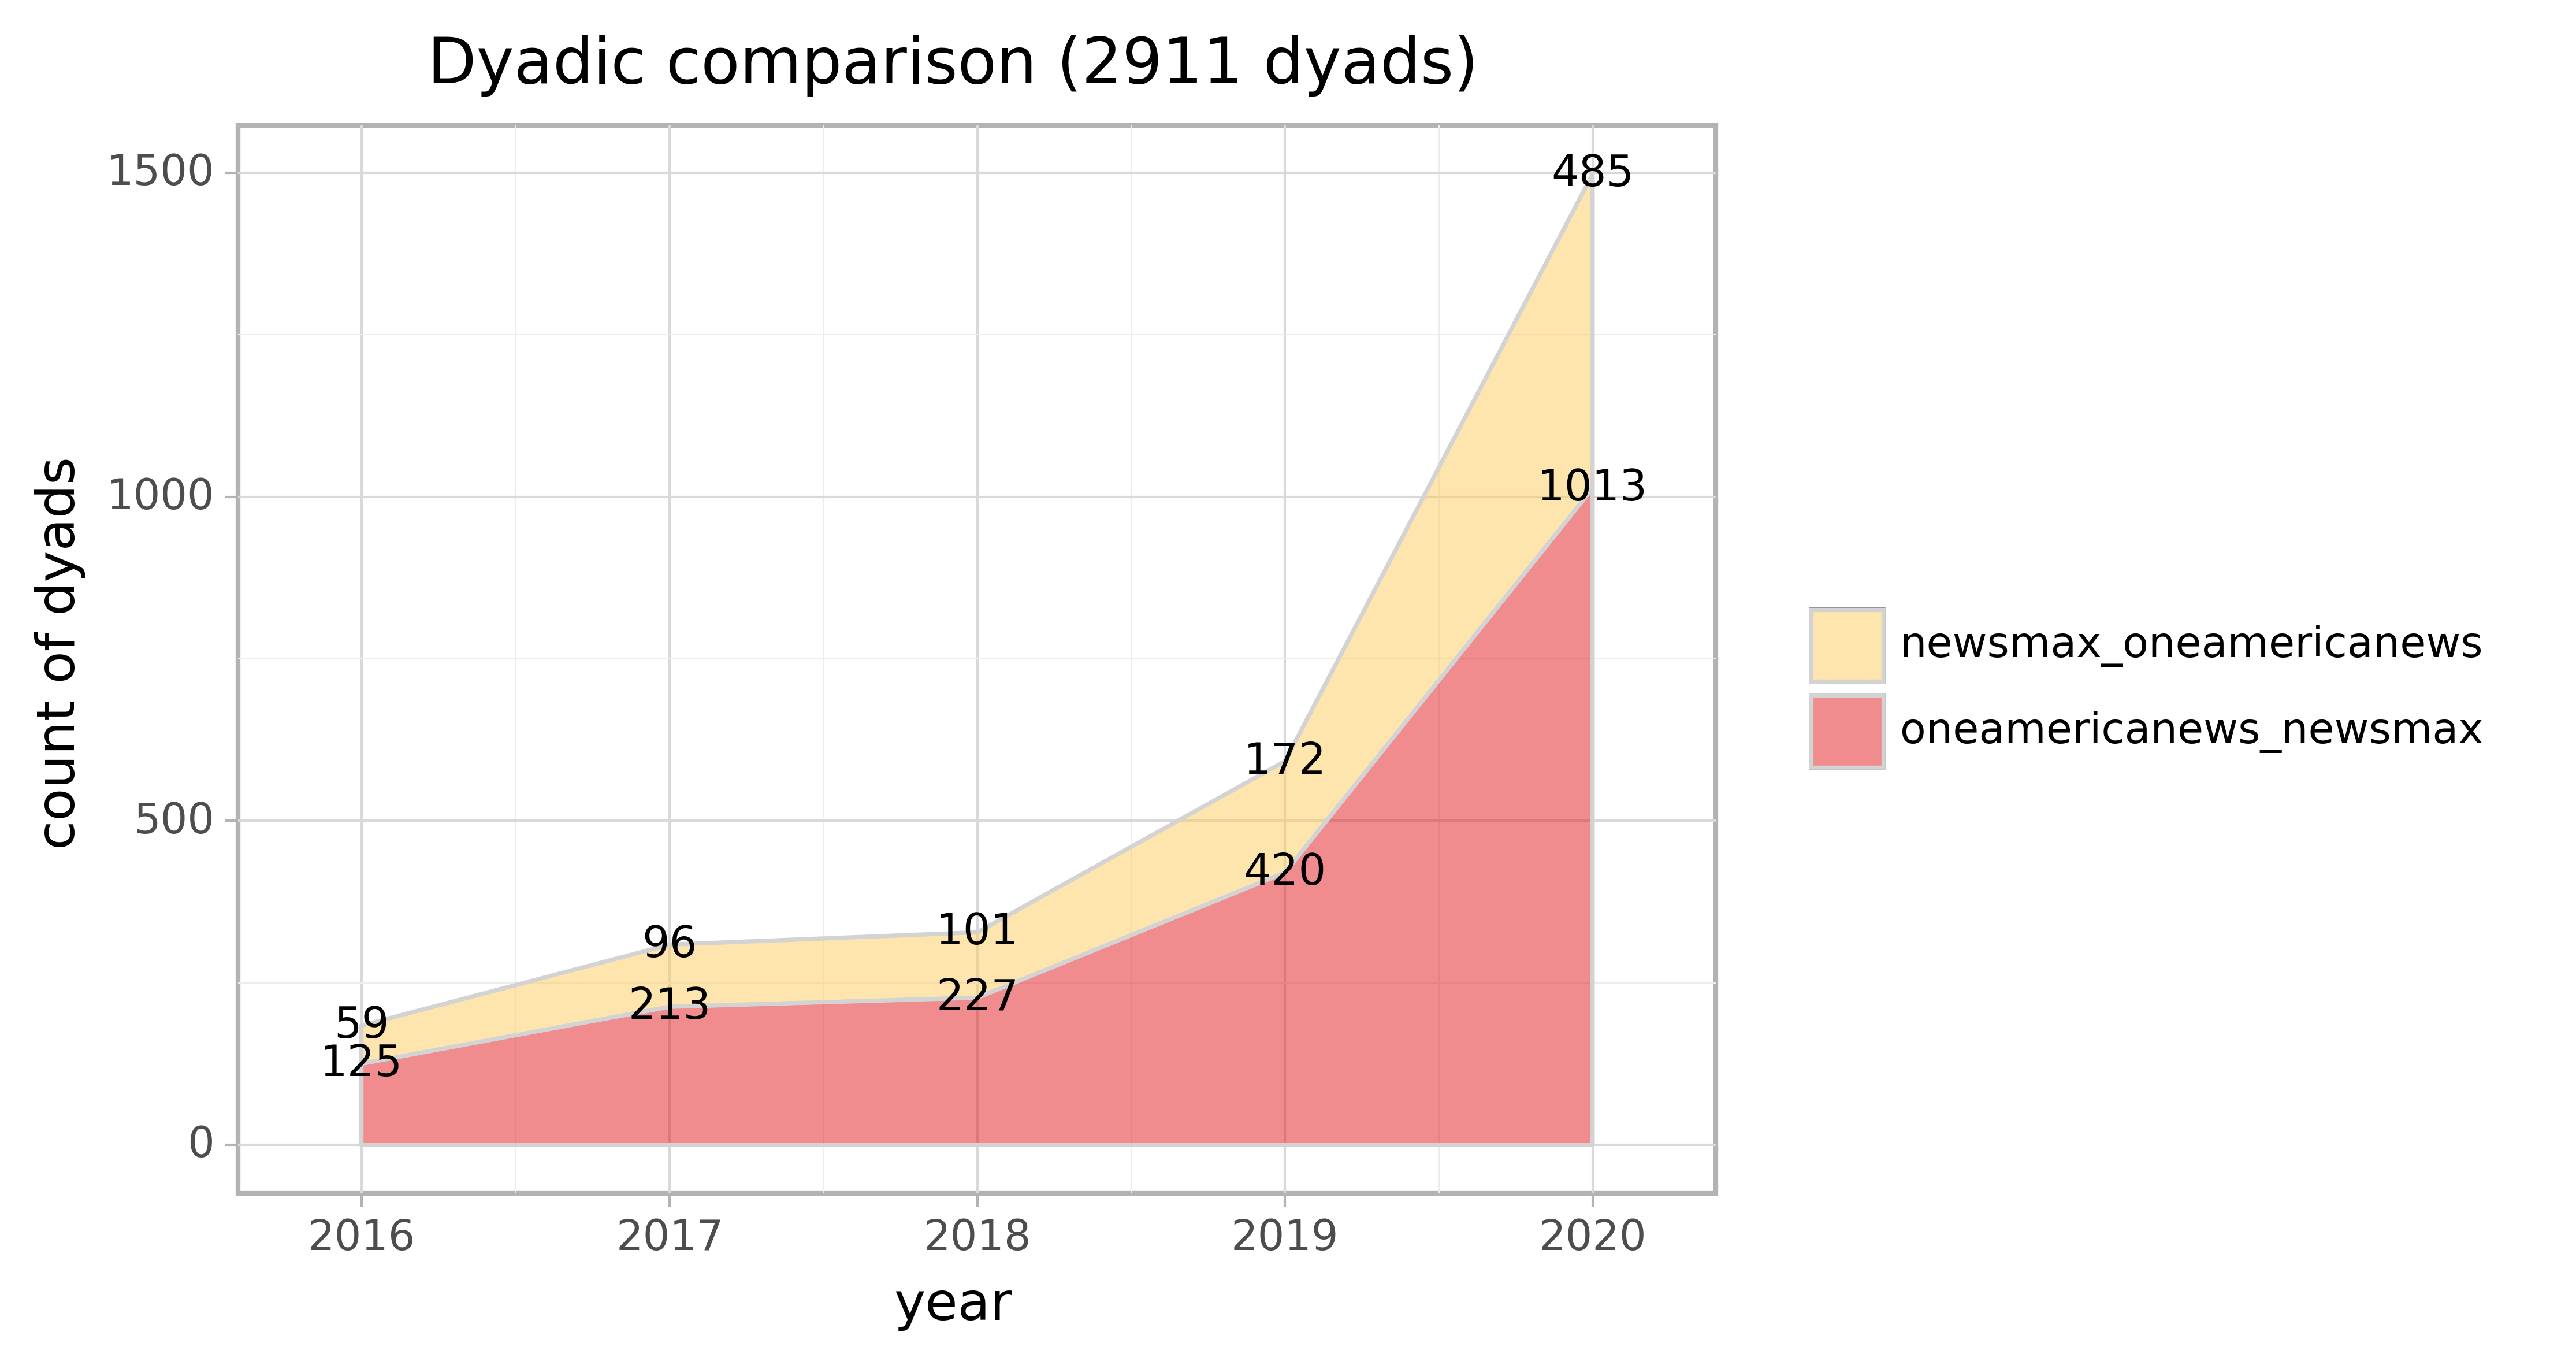 Dyadic comparison (2911 dyads)
1500
1000
500
0
count of dyads
485
1013
172
420
96
101
213
227
59
125
2016 2017 2018 2019 2020
year
newsmax_oneamericanews
oneamericanews_newsmax